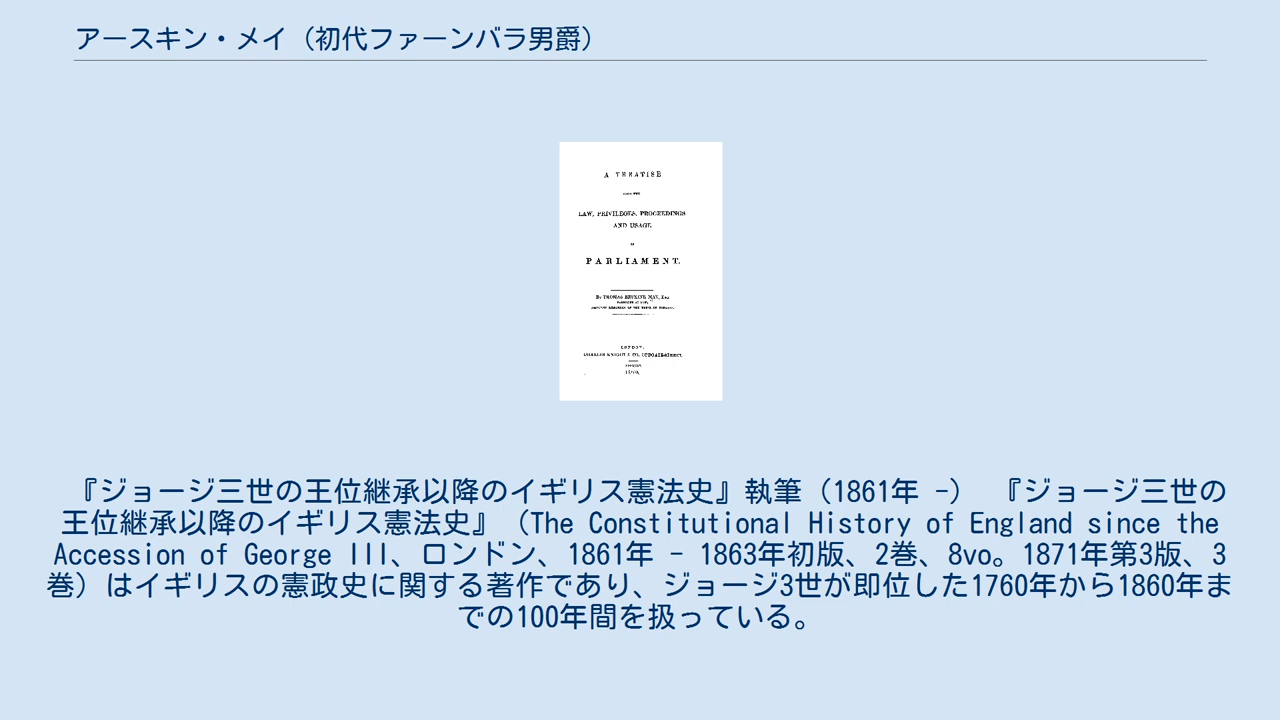 アースキン・メイ（初代ファーンバラ男爵）
A TREATISE
LAW, PRIVILEGES, PROCEEDINGS
AND USAGE
PARLIAMENT.
By THOMAS ERSKINE MAY, Esq.
LONDON:
『ジョージ三世の王位継承以降のイギリス憲法史』執筆（1861年 -） 『ジョージ三世の
王位継承以降のイギリス憲法史』（The Constitutional History of England since the
Accession of George III、ロンドン、1861年 - 1863年初版、2巻、8vo。1871年第3版、3
巻）はイギリスの憲政史に関する著作であり、ジョージ3世が即位した1760年から1860年ま
での100年間を扱っている。